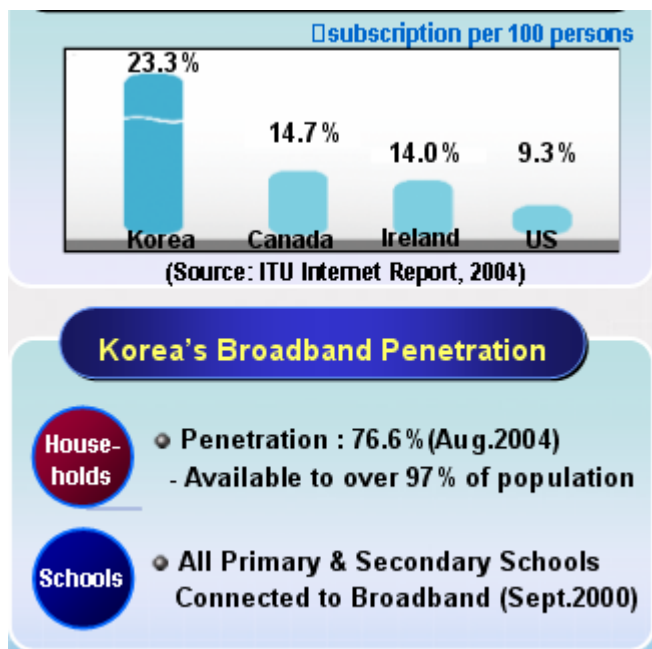 □subscription per 100 persons
23.3%
14.7%
14.0%
9.3%
Korea Canada Ireland US
(Source: ITU Internet Report, 2004)
Korea's Broadband Penetration
House-
holds
Penetration : 76.6%(Aug.2004)
- Available to over 97% of population
Schools
All Primary & Secondary Schools
Connected to Broadband (Sept.2000)